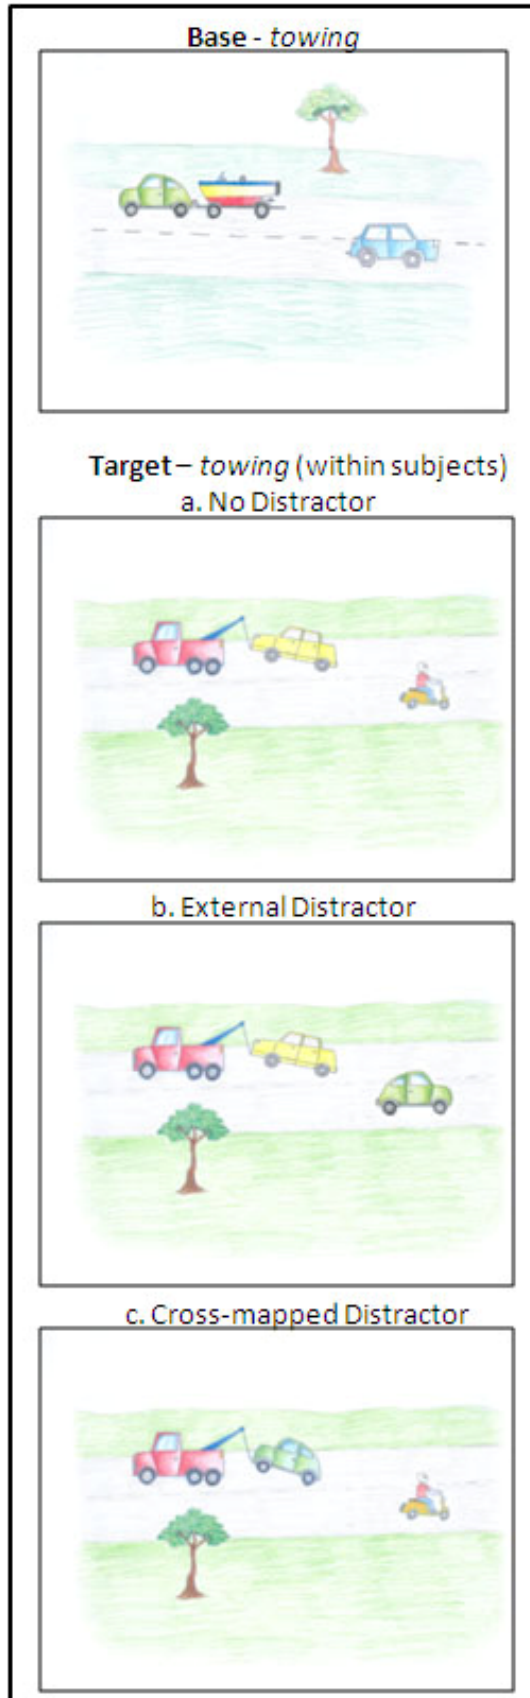 Base - towing
Target – towing (within subjects)
a. No Distractor
b. External Distractor
c. Cross-mapped Distractor